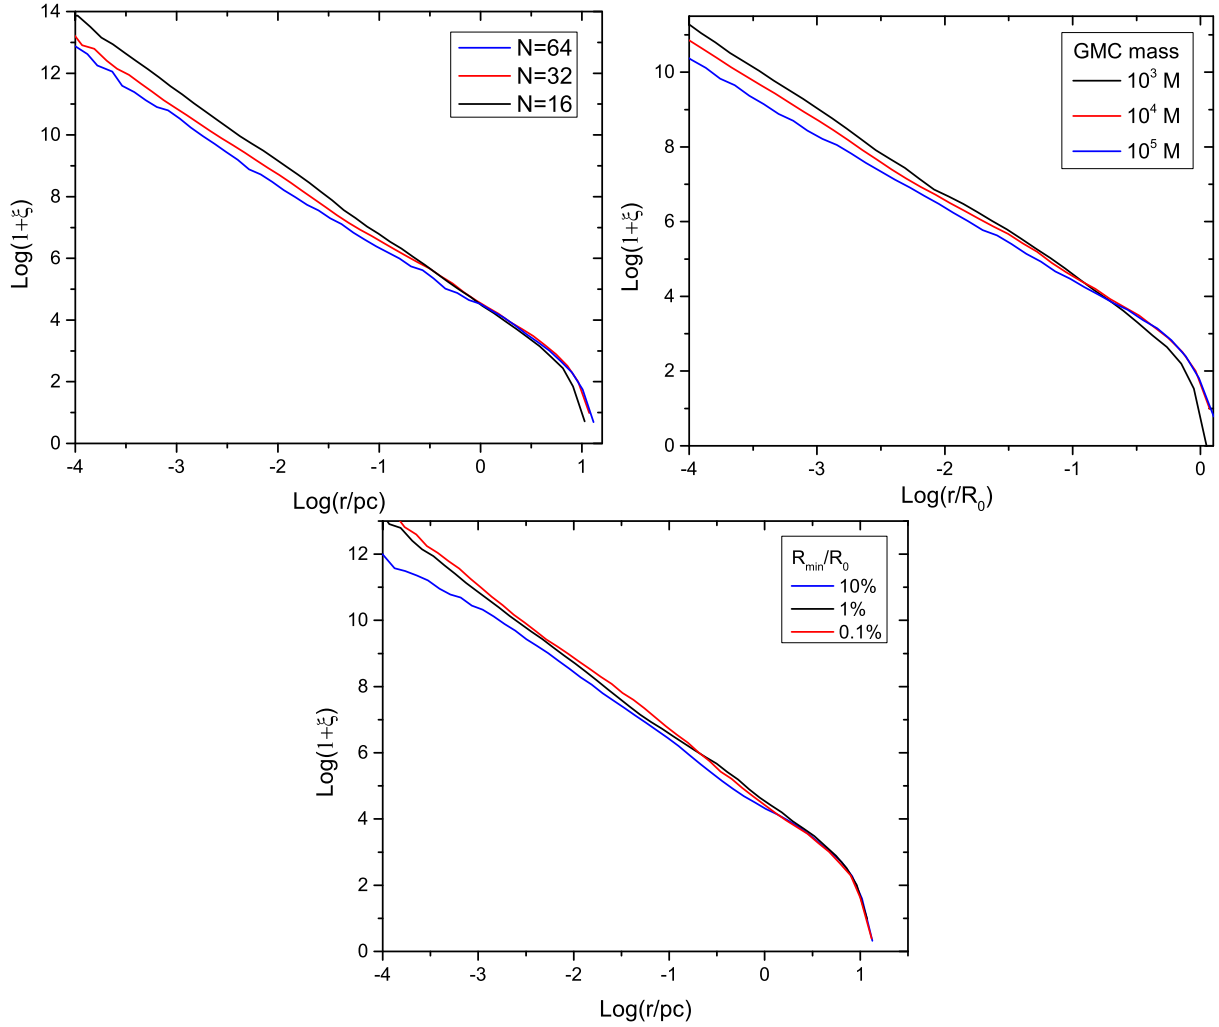 14
12
10
8
6
4
2
0
-4
-3
-2
-1
0
1
Log(1+ξ)
Log(r/pc)
N=64
N=32
N=16
10
8
6
4
2
0
-4
-3
-2
-1
0
Log(1+ξ)
Log(r/R₀)
GMC mass
10³ M
10⁴ M
10⁵ M
12
10
8
6
4
2
0
-4
-3
-2
-1
0
1
Log(1+ξ)
Log(r/pc)
Rmin/R₀
10%
1%
0.1%